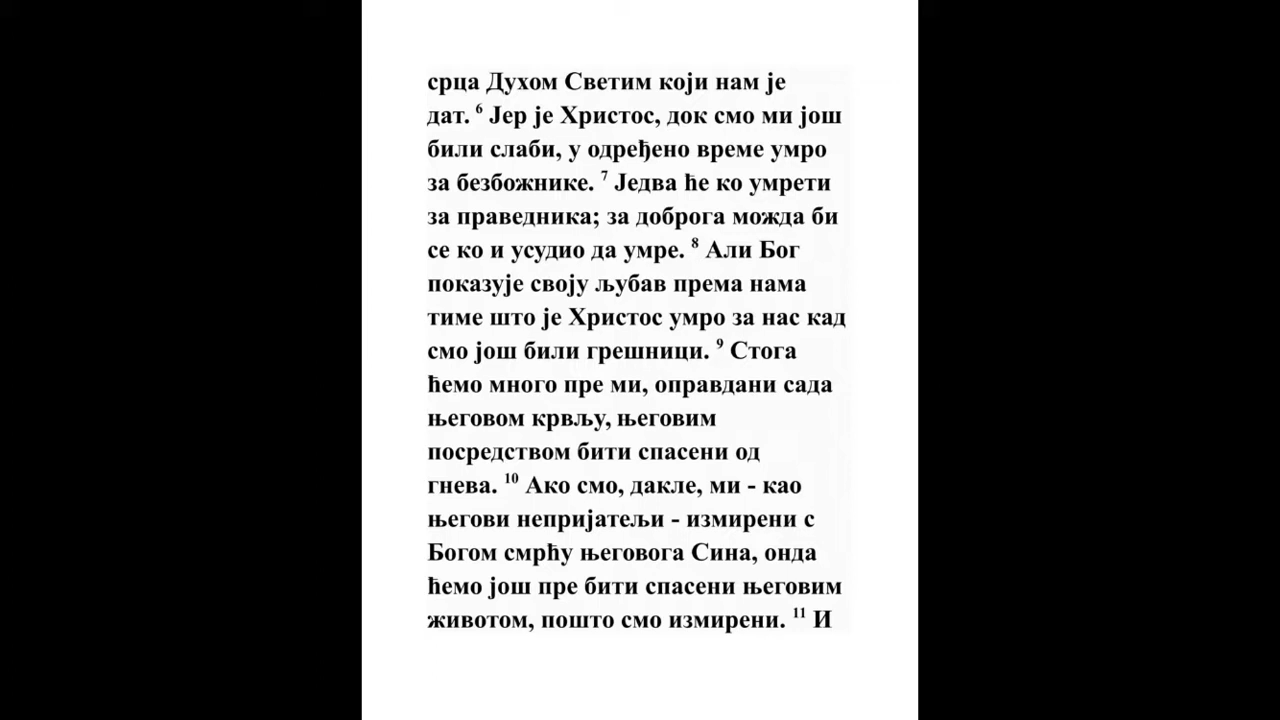 срца Духом Светим који нам је
дат. ⁶ Јер је Христос, док смо ми још
били слаби, у одређено време умро
за безбожнике. ⁷ Једва ће ко умрети
за праведника; за доброга можда би
се ко и усудио да умре. ⁸ Али Бог
показује своју љубав према нама
тиме што је Христос умро за нас кад
смо још били грешници. ⁹ Стога
ћемо много пре ми, оправдани сада
његовом крвљу, његовим
посредством бити спасени од
гнева. ¹⁰ Ако смо, дакле, ми - као
његови непријатељи - измирени с
Богом смрћу његовога Сина, онда
ћемо још пре бити спасени његовим
животом, пошто смо измирени. ¹¹ И